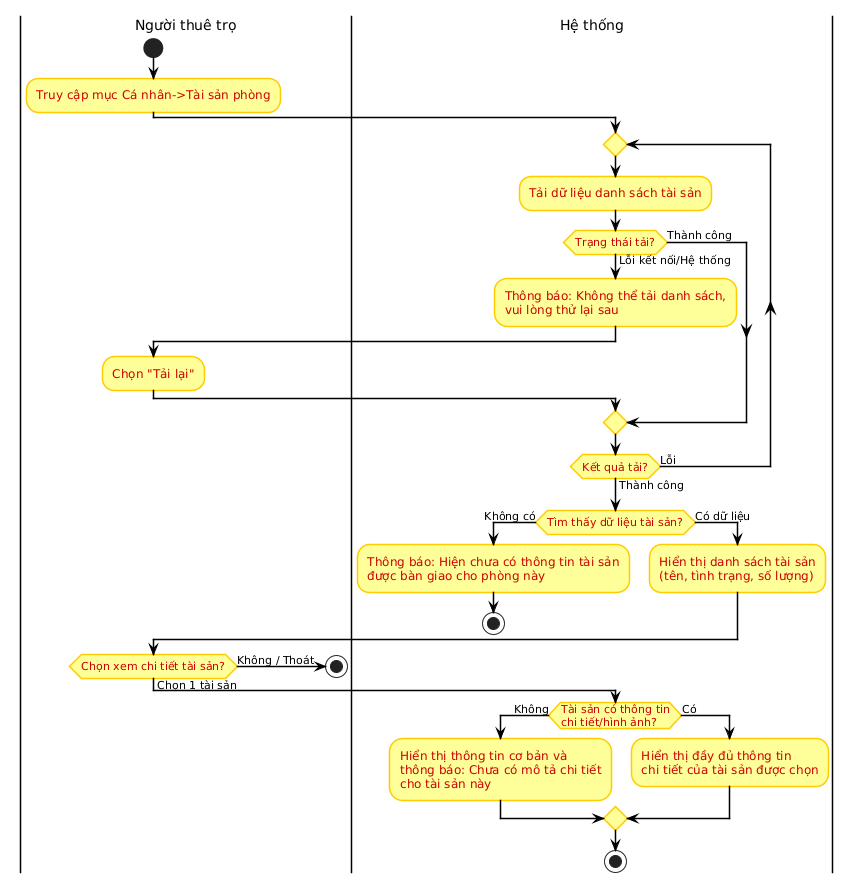 Người thuê trọ
Hệ thống
Truy cập mục Cá nhân->Tài sản phòng
Tải dữ liệu danh sách tài sản
Trạng thái tải?
Thành công
Lỗi kết nối/Hệ thống
Thông báo: Không thể tải danh sách,
vui lòng thử lại sau
Chọn "Tải lại"
Kết quả tải?
Lỗi
Thành công
Không có
Tìm thấy dữ liệu tài sản?
Có dữ liệu
Thông báo: Hiện chưa có thông tin tài sản
được bàn giao cho phòng này
Hiển thị danh sách tài sản
(tên, tình trạng, số lượng)
Chọn xem chi tiết tài sản?
Không / Thoát
Chọn 1 tài sản
Không
Tài sản có thông tin
chi tiết/hình ảnh?
Có
Hiển thị thông tin cơ bản và
thông báo: Chưa có mô tả chi tiết
cho tài sản này
Hiển thị đầy đủ thông tin
chi tiết của tài sản được chọn